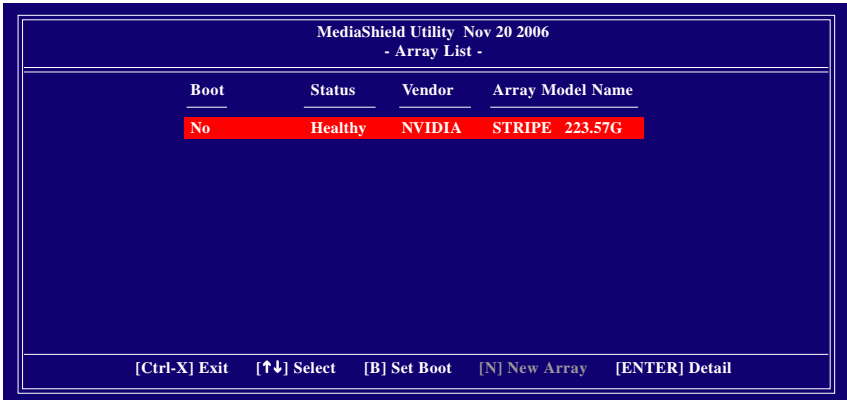 MediaShield Utility Nov 20 2006
- Array List -
Boot Status Vendor Array Model Name
No Healthy NVIDIA STRIPE 223.57G
[Ctrl-X] Exit [↑↓] Select [B] Set Boot [N] New Array [ENTER] Detail